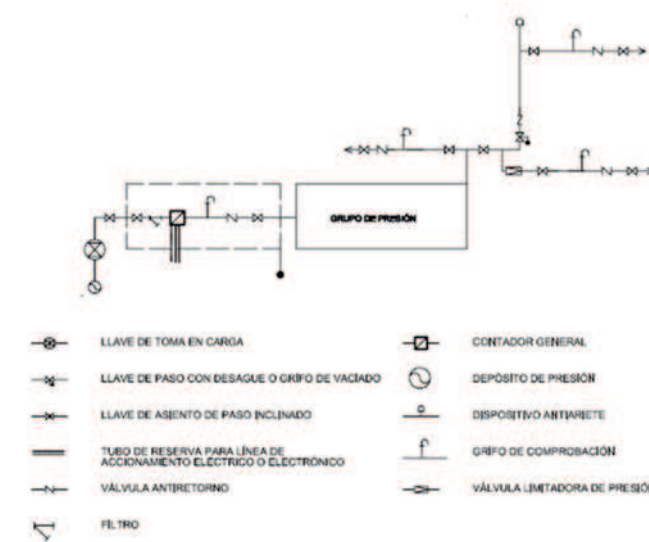 GRUPO DE PRESIÓN
LLAVE DE TOMA EN CARGA
LLAVE DE PASO CON DESAGUE O GRIFO DE VACIADO
LLAVE DE ASIENTO DE PASO INCLINADO
TUBO DE RESERVA PARA LÍNEA DE
ACCIONAMIENTO ELÉCTRICO O ELECTRÓNICO
VÁLVULA ANTIRETORNO
FILTRO
CONTADOR GENERAL
DEPÓSITO DE PRESIÓN
DISPOSITIVO ANTIARIETE
GRIFO DE COMPROBACIÓN
VÁLVULA LIMITADORA DE PRESIÓN